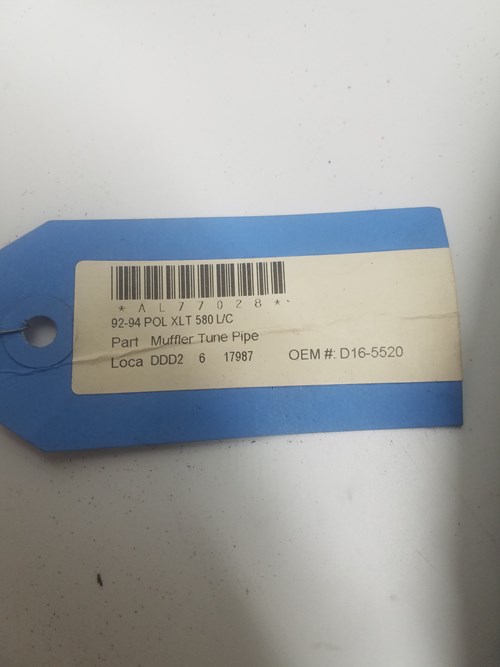 *AL77028*
92-94 POL XLT 580 L/C
Part Muffler Tune Pipe
Loca DDD2 6 17987 OEM #: D16-5520